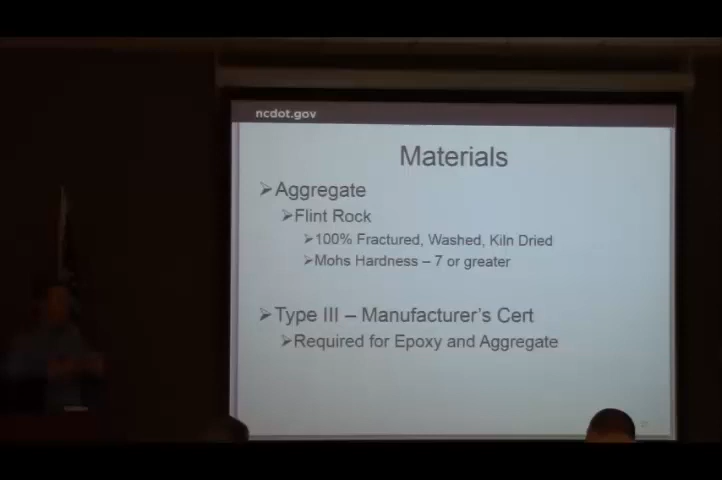 ncdot.gov
Materials
➢Aggregate
➢Flint Rock
➢100% Fractured, Washed, Kiln Dried
➢Mohs Hardness – 7 or greater
➢Type III – Manufacturer's Cert
➢Required for Epoxy and Aggregate